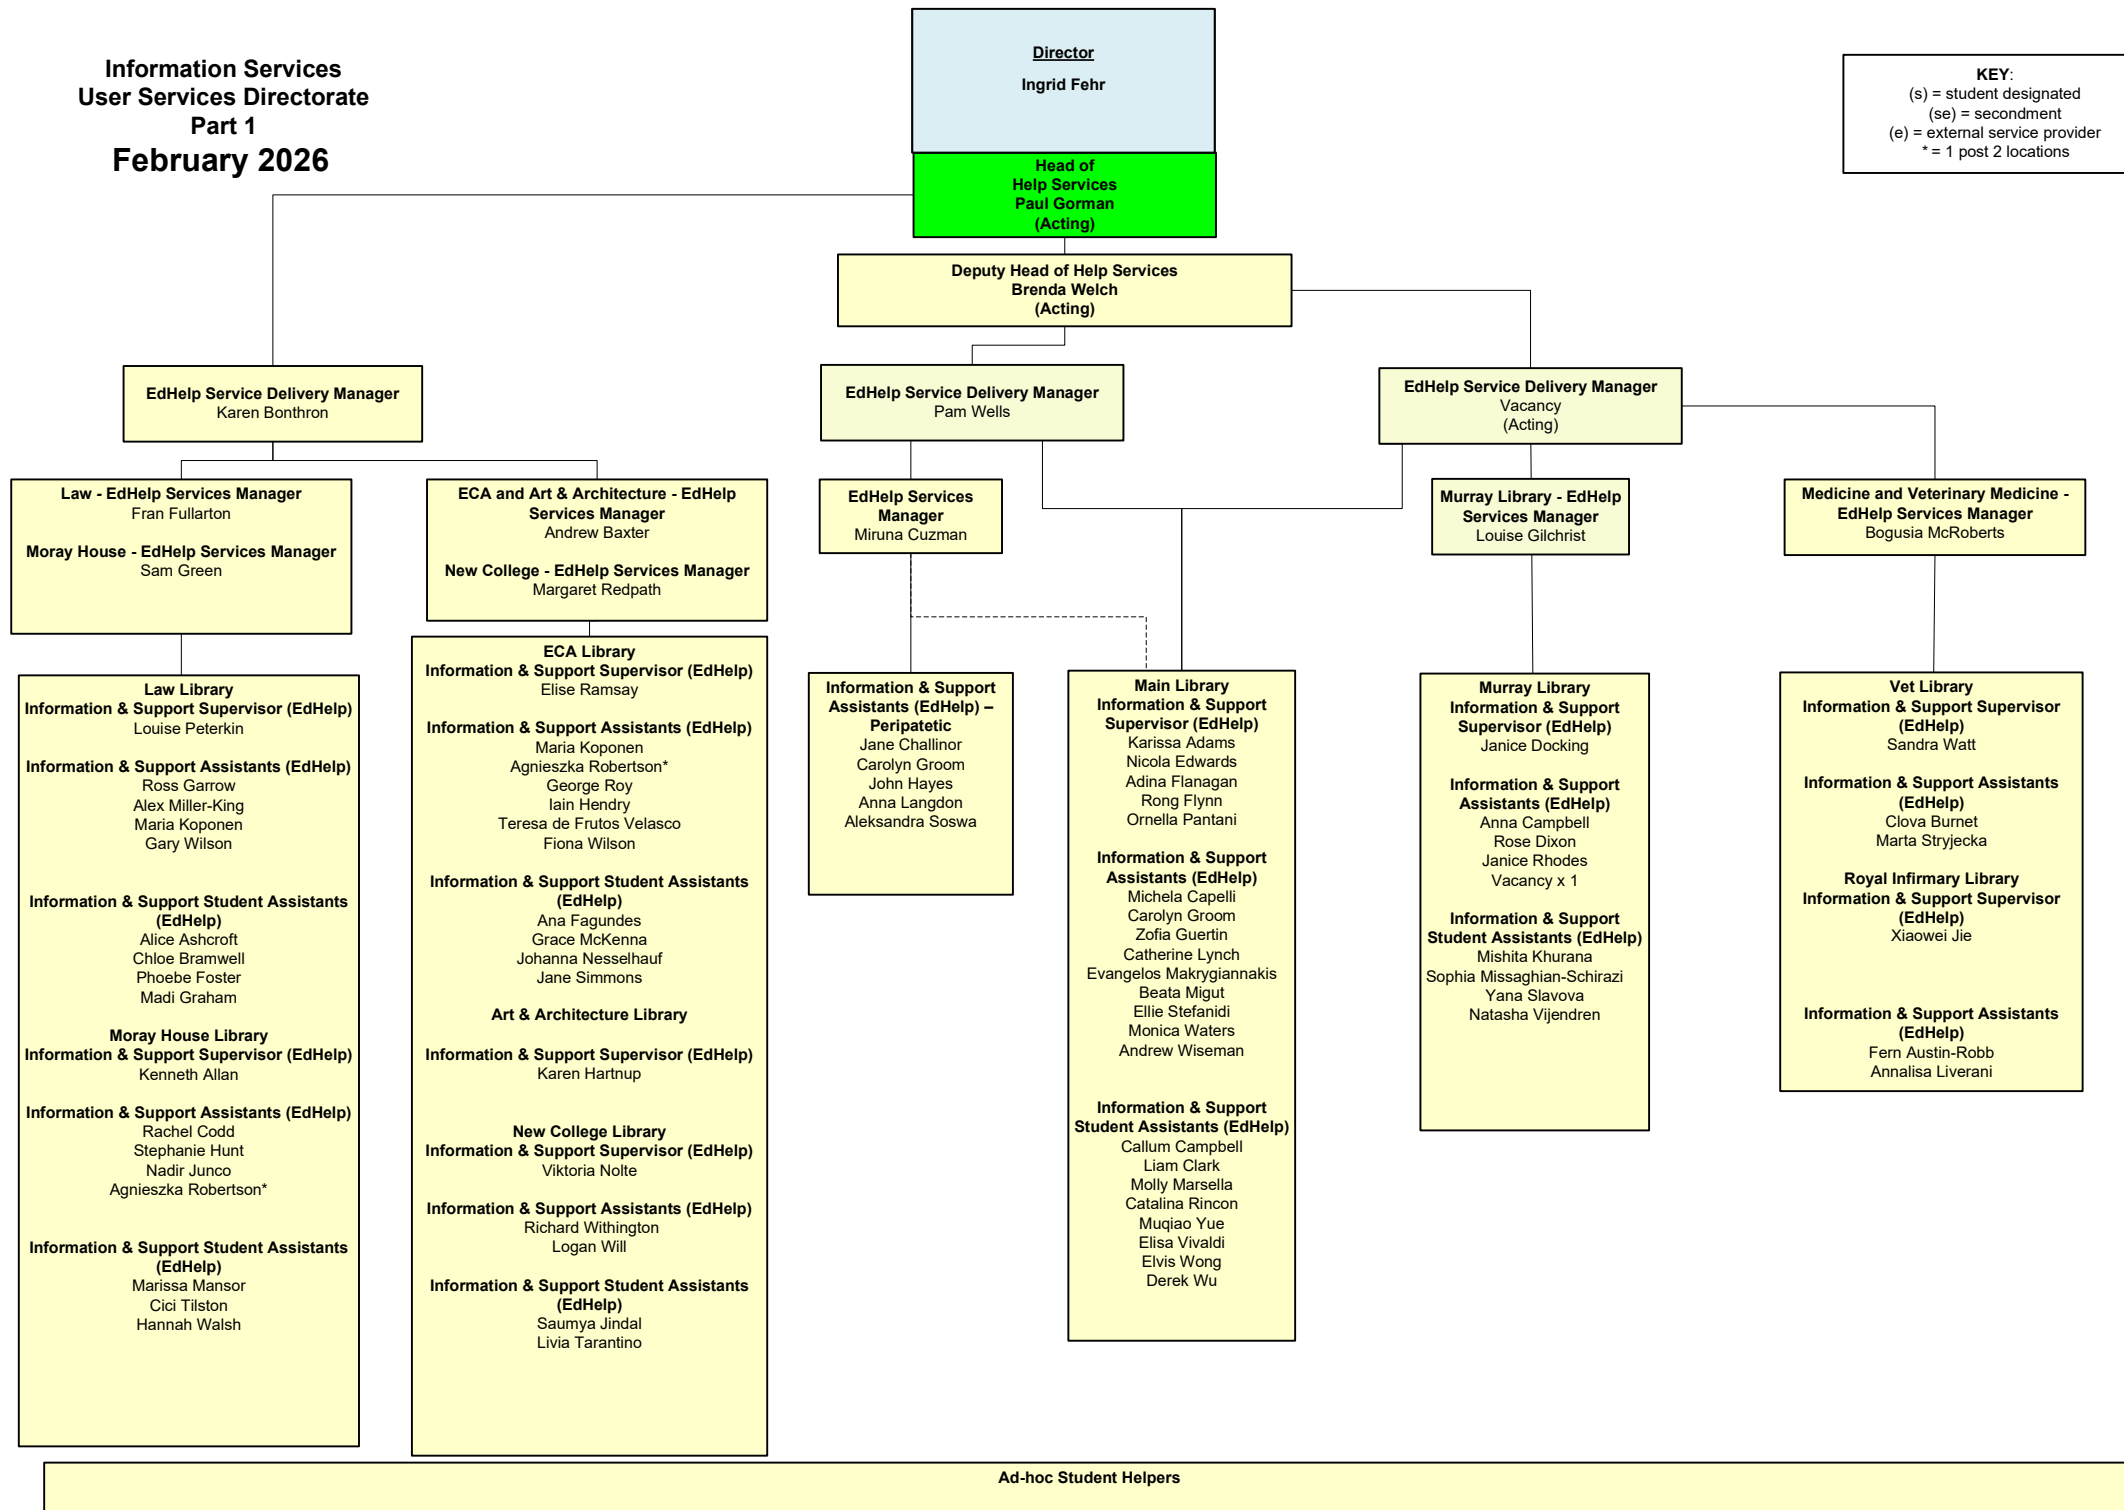 Information Services
User Services Directorate
Part 1
February 2026
Director
Ingrid Fehr
KEY:
(s) = student designated
(se) = secondment
(e) = external service provider
* = 1 post 2 locations
Head of
Help Services
Paul Gorman
(Acting)
Deputy Head of Help Services
Brenda Welch
(Acting)
EdHelp Service Delivery Manager
Karen Bonthron
EdHelp Service Delivery Manager
Pam Wells
EdHelp Service Delivery Manager
Vacancy
(Acting)
Law - EdHelp Services Manager
Fran Fullarton
Moray House - EdHelp Services Manager
Sam Green
ECA and Art & Architecture - EdHelp
Services Manager
Andrew Baxter
New College - EdHelp Services Manager
Margaret Redpath
EdHelp Services
Manager
Miruna Cuzman
Murray Library - EdHelp
Services Manager
Louise Gilchrist
Medicine and Veterinary Medicine -
EdHelp Services Manager
Bogusia McRoberts
Law Library
Information & Support Supervisor (EdHelp)
Louise Peterkin
Information & Support Assistants (EdHelp)
Ross Garrow
Alex Miller-King
Maria Koponen
Gary Wilson
Information & Support Student Assistants
(EdHelp)
Alice Ashcroft
Chloe Bramwell
Phoebe Foster
Madi Graham
Moray House Library
Information & Support Supervisor (EdHelp)
Kenneth Allan
Information & Support Assistants (EdHelp)
Rachel Codd
Stephanie Hunt
Nadir Junco
Agnieszka Robertson*
Information & Support Student Assistants
(EdHelp)
Marissa Mansor
Cici Tilston
Hannah Walsh
ECA Library
Information & Support Supervisor (EdHelp)
Elise Ramsay
Information & Support Assistants (EdHelp)
Maria Koponen
Agnieszka Robertson*
George Roy
Iain Hendry
Teresa de Frutos Velasco
Fiona Wilson
Information & Support Student Assistants
(EdHelp)
Ana Fagundes
Grace McKenna
Johanna Nesselhauf
Jane Simmons
Art & Architecture Library
Information & Support Supervisor (EdHelp)
Karen Hartnup
New College Library
Information & Support Supervisor (EdHelp)
Viktoria Nolte
Information & Support Assistants (EdHelp)
Richard Withington
Logan Will
Information & Support Student Assistants
(EdHelp)
Saumya Jindal
Livia Tarantino
Information & Support
Assistants (EdHelp) –
Peripatetic
Jane Challinor
Carolyn Groom
John Hayes
Anna Langdon
Aleksandra Soswa
Main Library
Information & Support
Supervisor (EdHelp)
Karissa Adams
Nicola Edwards
Adina Flanagan
Rong Flynn
Ornella Pantani
Information & Support
Assistants (EdHelp)
Michela Capelli
Carolyn Groom
Zofia Guertin
Catherine Lynch
Evangelos Makrygiannakis
Beata Migut
Ellie Stefanidi
Monica Waters
Andrew Wiseman
Information & Support
Student Assistants (EdHelp)
Callum Campbell
Liam Clark
Molly Marsella
Catalina Rincon
Muqiao Yue
Elisa Vivaldi
Elvis Wong
Derek Wu
Murray Library
Information & Support
Supervisor (EdHelp)
Janice Docking
Information & Support
Assistants (EdHelp)
Anna Campbell
Rose Dixon
Janice Rhodes
Vacancy x 1
Information & Support
Student Assistants (EdHelp)
Mishita Khurana
Sophia Missaghian-Schirazi
Yana Slavova
Natasha Vijendren
Vet Library
Information & Support Supervisor
(EdHelp)
Sandra Watt
Information & Support Assistants
(EdHelp)
Clova Burnet
Marta Stryjecka
Royal Infirmary Library
Information & Support Supervisor
(EdHelp)
Xiaowei Jie
Information & Support Assistants
(EdHelp)
Fern Austin-Robb
Annalisa Liverani
Ad-hoc Student Helpers